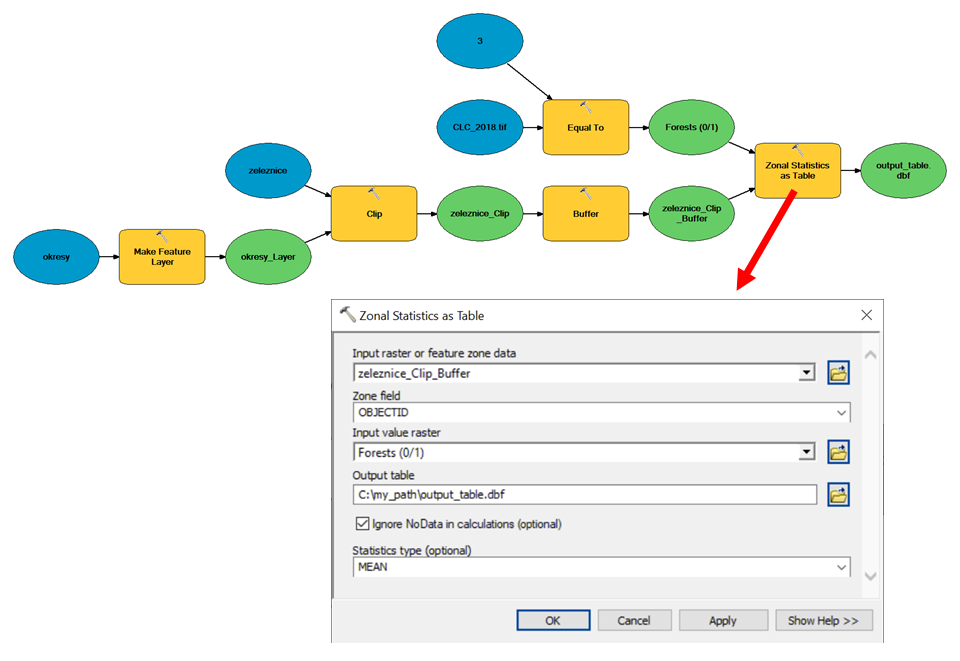 3
CLC_2018.tif
Equal To
Forests (0/1)
Zonal Statistics
as Table
output_table.
dbf
zeleznice
Clip
zeleznice_Clip
Buffer
zeleznice_Clip
_Buffer
okresy
Make Feature
Layer
okresy_Layer
Zonal Statistics as Table
Input raster or feature zone data
zeleznice_Clip_Buffer
Zone field
OBJECTID
Input value raster
Forests (0/1)
Output table
C:\my_path\output_table.dbf
Ignore NoData in calculations (optional)
Statistics type (optional)
MEAN
OK
Cancel
Apply
Show Help >>